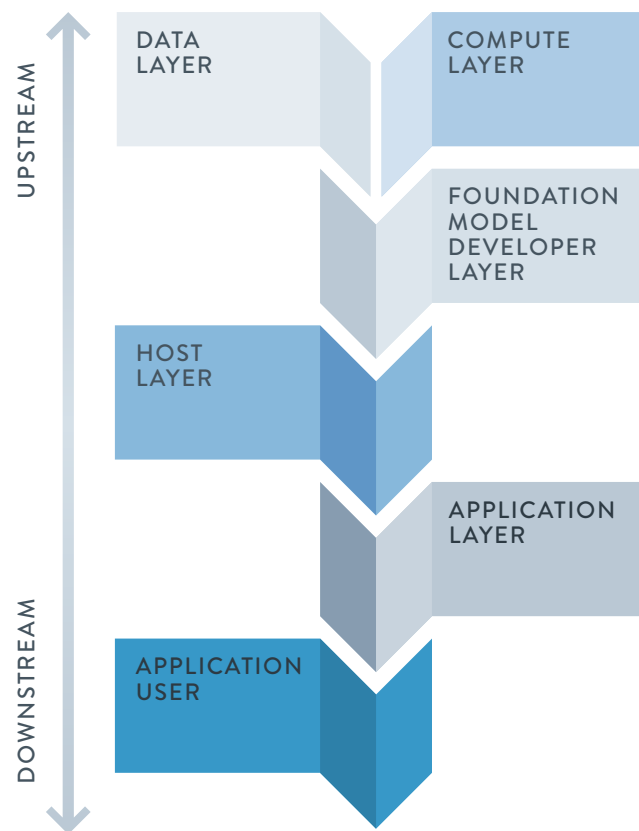 UPSTREAM
DATA
LAYER
COMPUTE
LAYER
FOUNDATION
MODEL
DEVELOPER
LAYER
HOST
LAYER
APPLICATION
LAYER
DOWNSTREAM
APPLICATION
USER